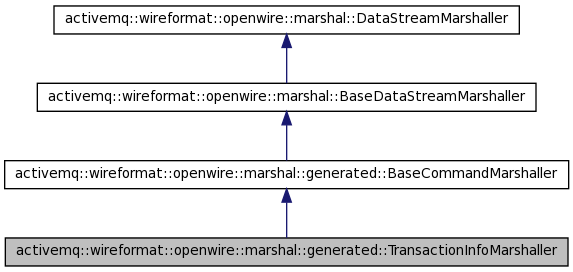 activemq::wireformat::openwire::marshal::DataStreamMarshaller
activemq::wireformat::openwire::marshal::BaseDataStreamMarshaller
activemq::wireformat::openwire::marshal::generated::BaseCommandMarshaller
activemq::wireformat::openwire::marshal::generated::TransactionInfoMarshaller